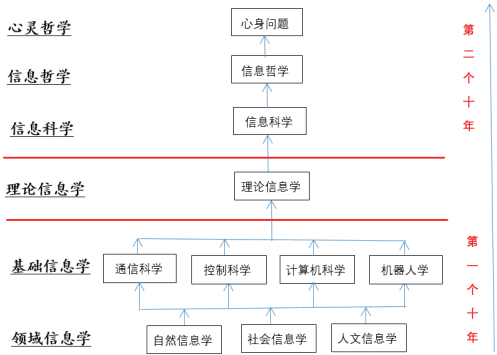 心灵哲学
心身问题
信息哲学
信息哲学
信息科学
信息科学
第二个十年
理论信息学
理论信息学
基础信息学
通信科学
控制科学
计算机科学
机器人学
第一个十年
领域信息学
自然信息学
社会信息学
人文信息学